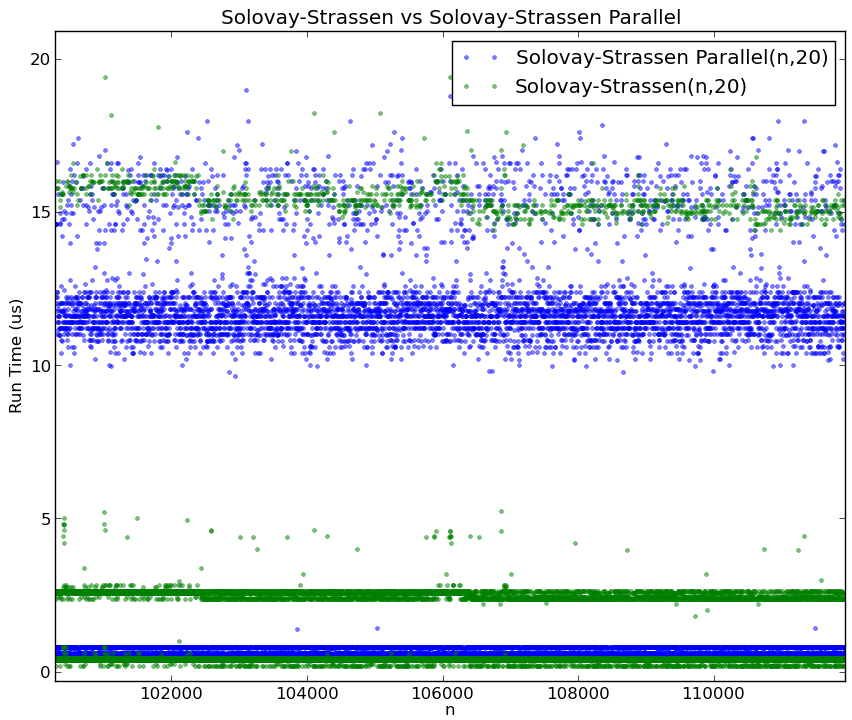 Solovay-Strassen vs Solovay-Strassen Parallel
Solovay-Strassen Parallel(n,20)
Solovay-Strassen(n,20)
Run Time (us)
20
15
10
5
0
102000 104000 106000 108000 110000
n